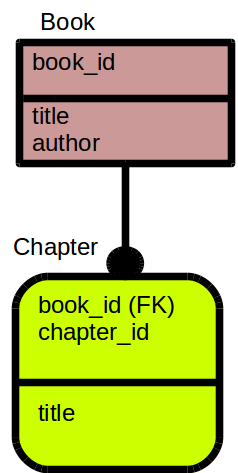 Book
book_id
title
author
Chapter
book_id (FK)
chapter_id
title